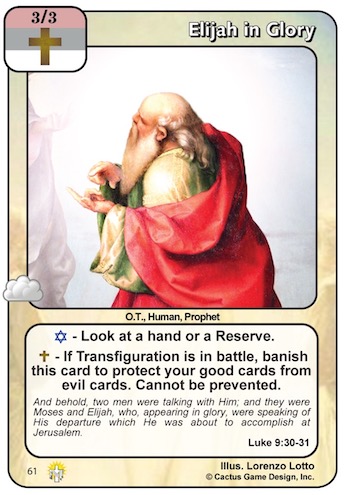 3/3
Elijah in Glory
O.T., Human, Prophet
- Look at a hand or a Reserve.
- If Transfiguration is in battle, banish
this card to protect your good cards from
evil cards. Cannot be prevented.
And behold, two men were talking with Him; and they were
Moses and Elijah, who, appearing in glory, were speaking of
His departure which He was about to accomplish at
Jerusalem.
Luke 9:30-31
Illus. Lorenzo Lotto
61
© Cactus Game Design, Inc.